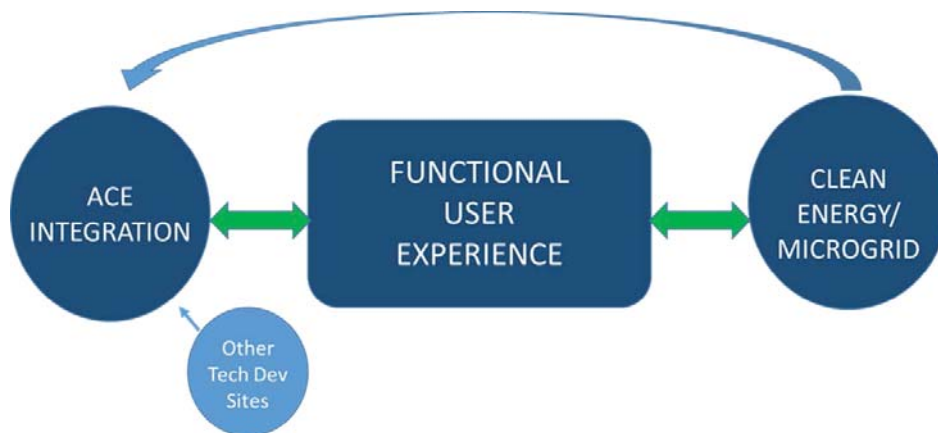 ACE
INTEGRATION
FUNCTIONAL
USER
EXPERIENCE
CLEAN
ENERGY/
MICROGRID
Other
Tech Dev
Sites